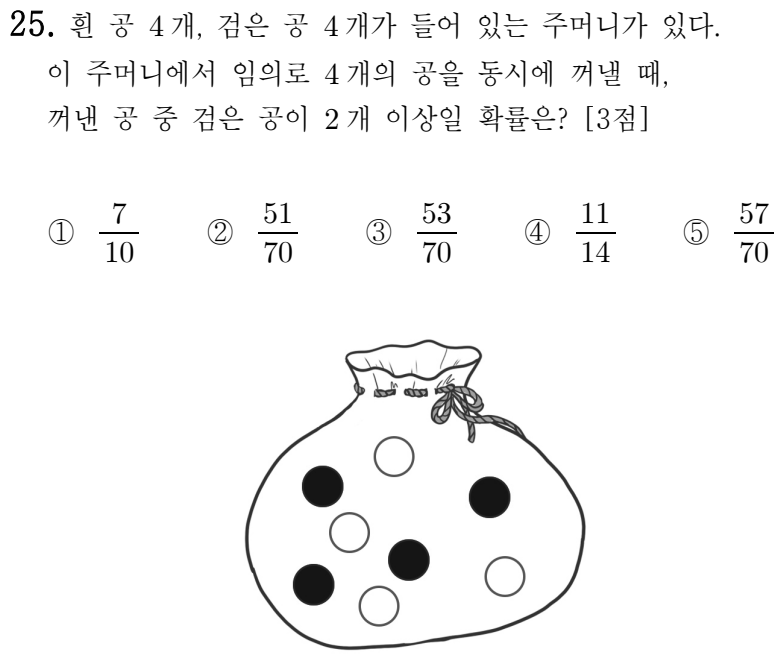 25. 흰 공 4개, 검은 공 4개가 들어 있는 주머니가 있다.
이 주머니에서 임의로 4개의 공을 동시에 꺼낼 때,
꺼낸 공 중 검은 공이 2개 이상일 확률은? [3점]
① 7/10 ② 51/70 ③ 53/70 ④ 11/14 ⑤ 57/70